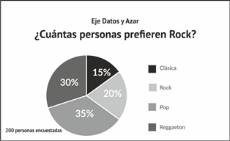 Eje Datos y Azar
¿Cuántas personas prefieren Rock?
15%
20%
35%
30%
Clásica
Rock
Pop
Reggaeton
200 personas encuestadas